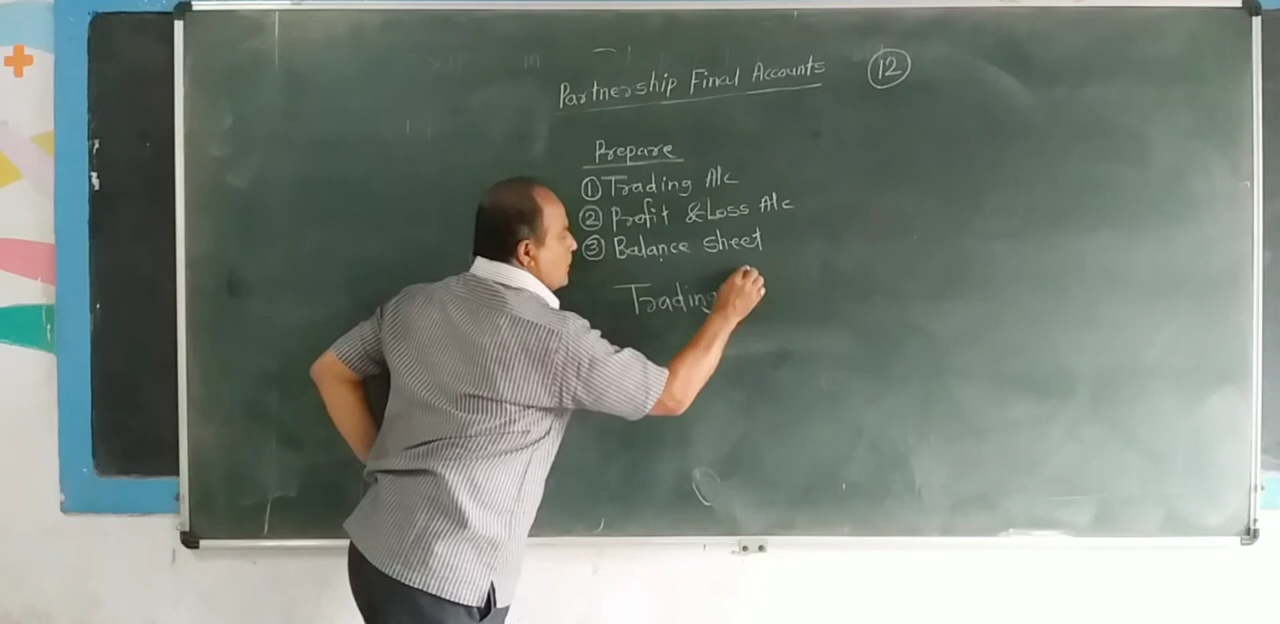 Partnership Final Accounts 12
Prepare
① Trading A/c
② Profit & Loss A/c
③ Balance Sheet
Trading